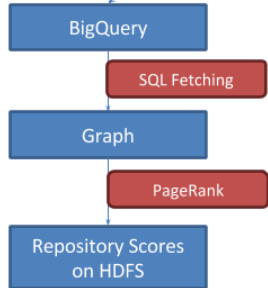 BigQuery
SQL Fetching
Graph
PageRank
Repository Scores
on HDFS